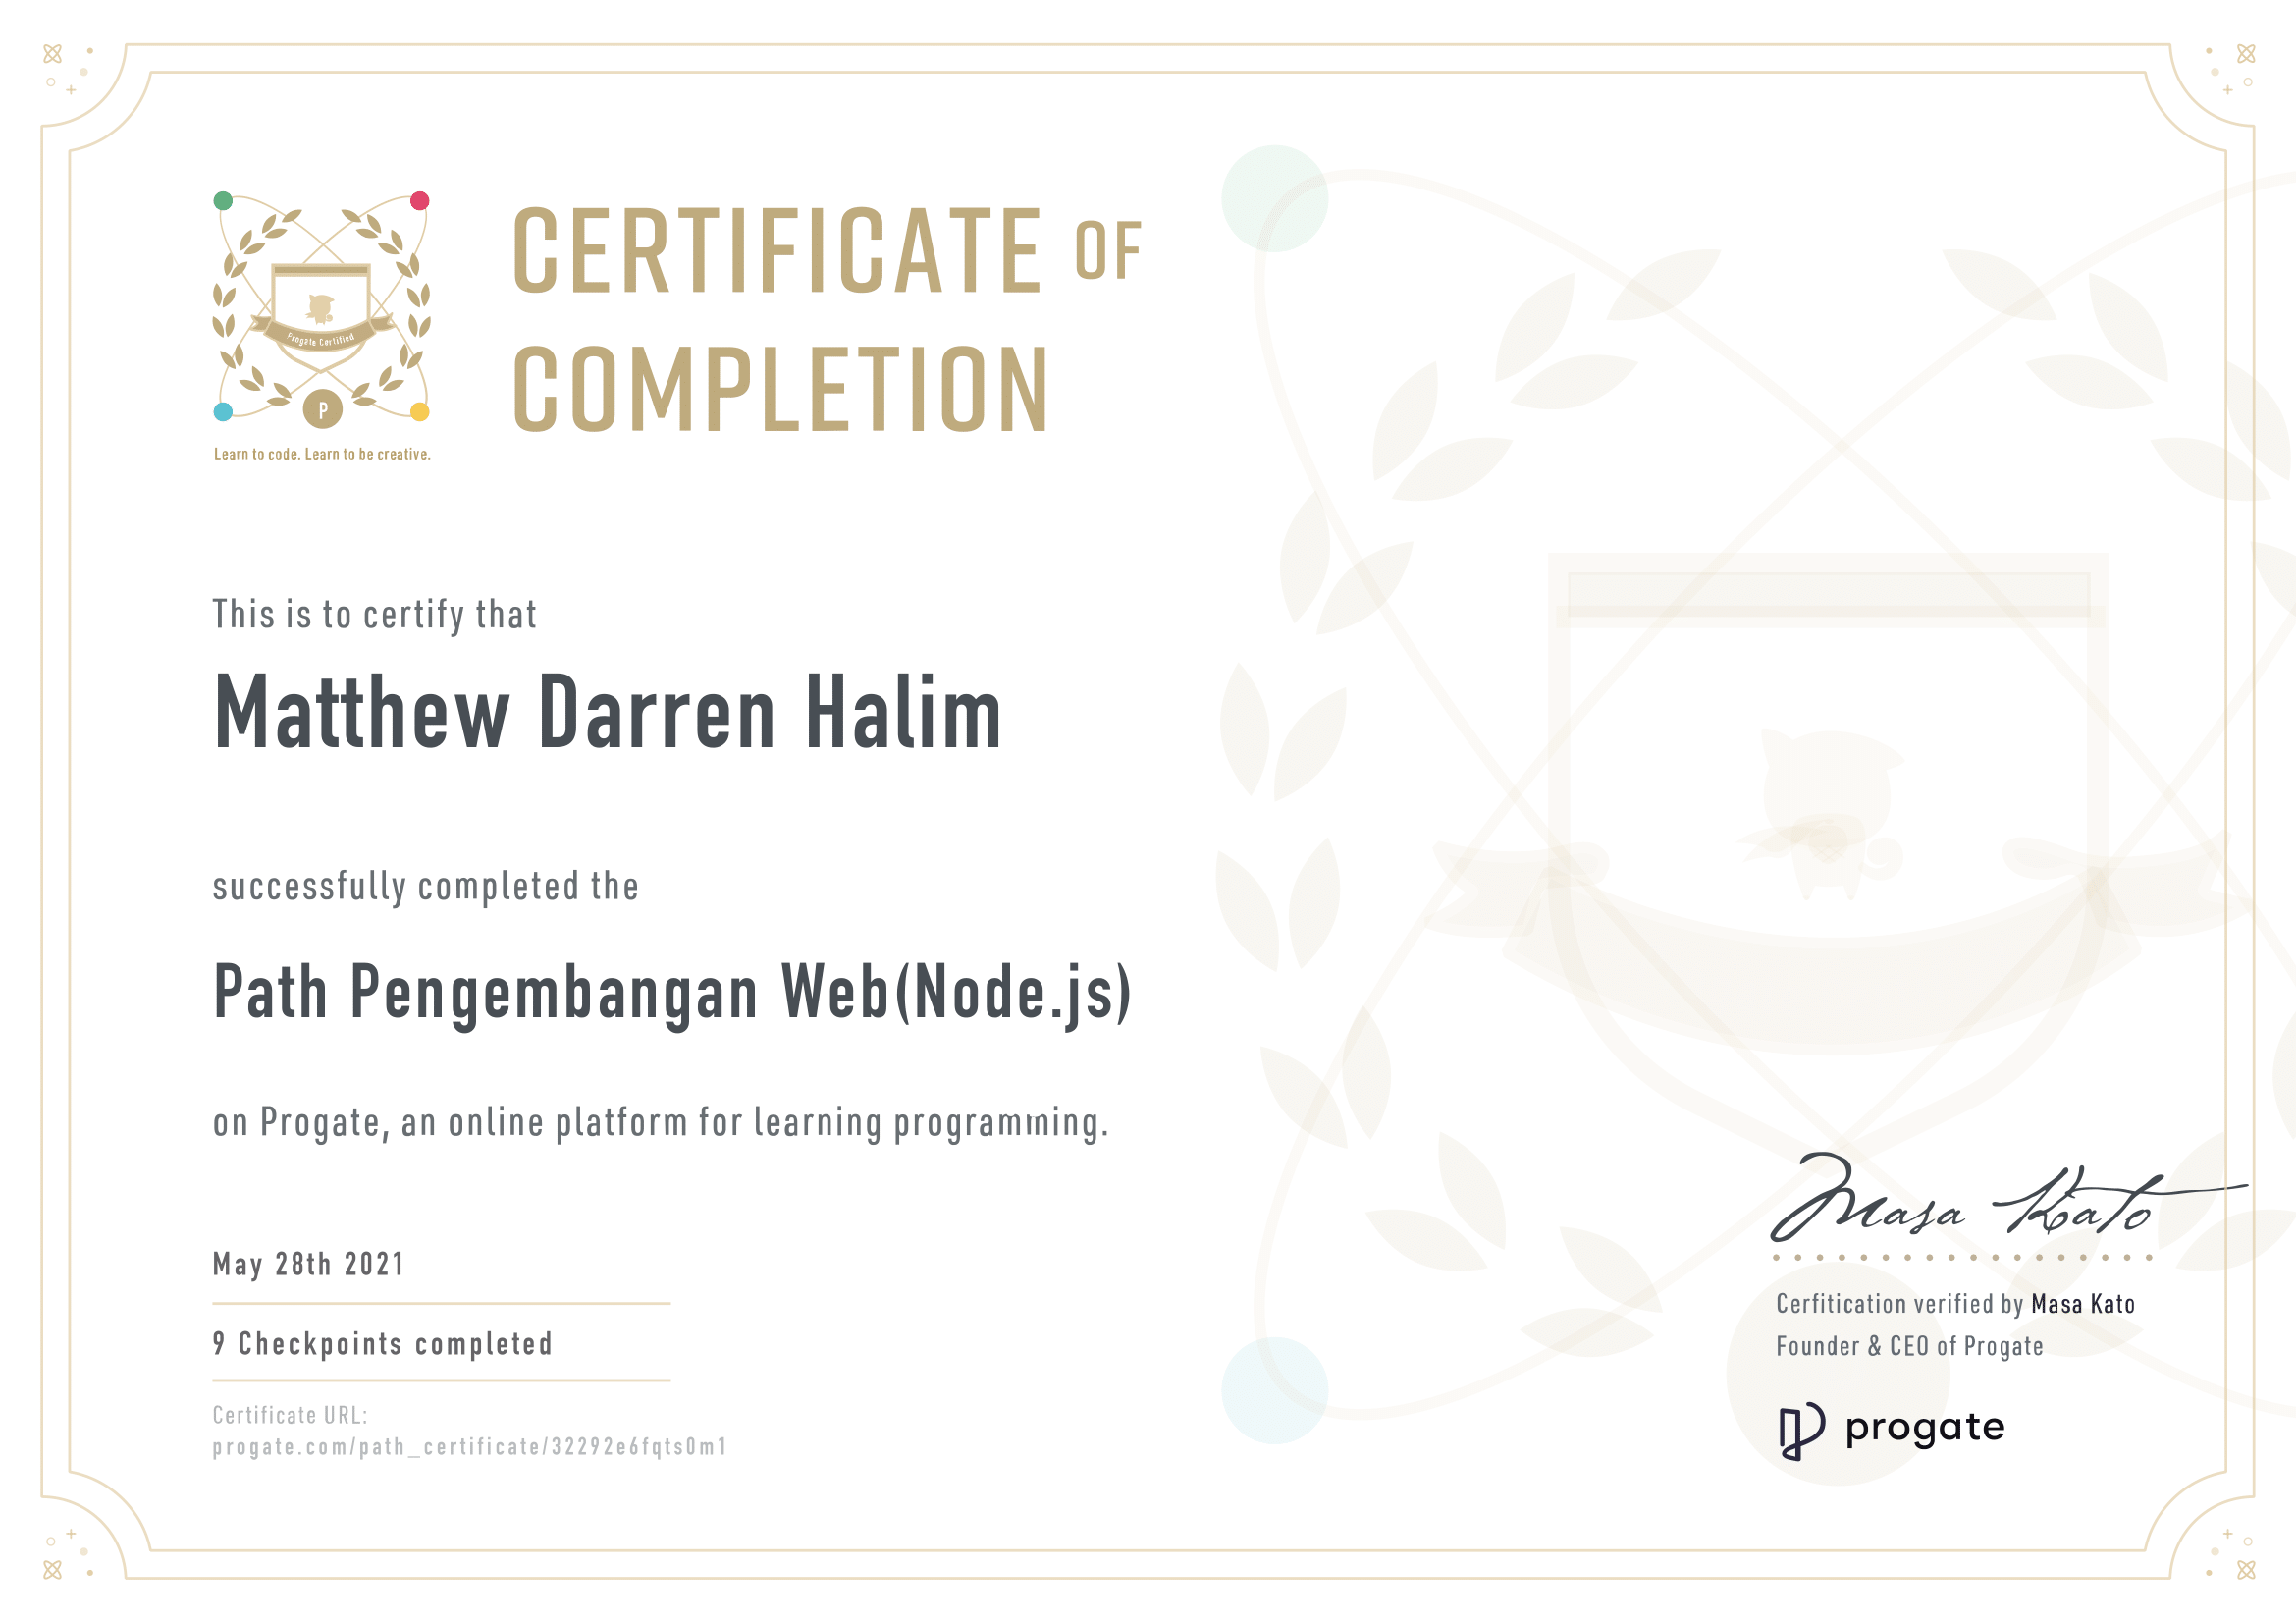 CERTIFICATE OF
COMPLETION
Progate Certified
P
Learn to code. Learn to be creative.
This is to certify that
Matthew Darren Halim
successfully completed the
Path Pengembangan Web(Node.js)
on Progate, an online platform for learning programming.
May 28th 2021
9 Checkpoints completed
Certificate URL:
progate.com/path_certificate/32292e6fqts0m1
Masa Kato
Cerfitication verified by Masa Kato
Founder & CEO of Progate
progate